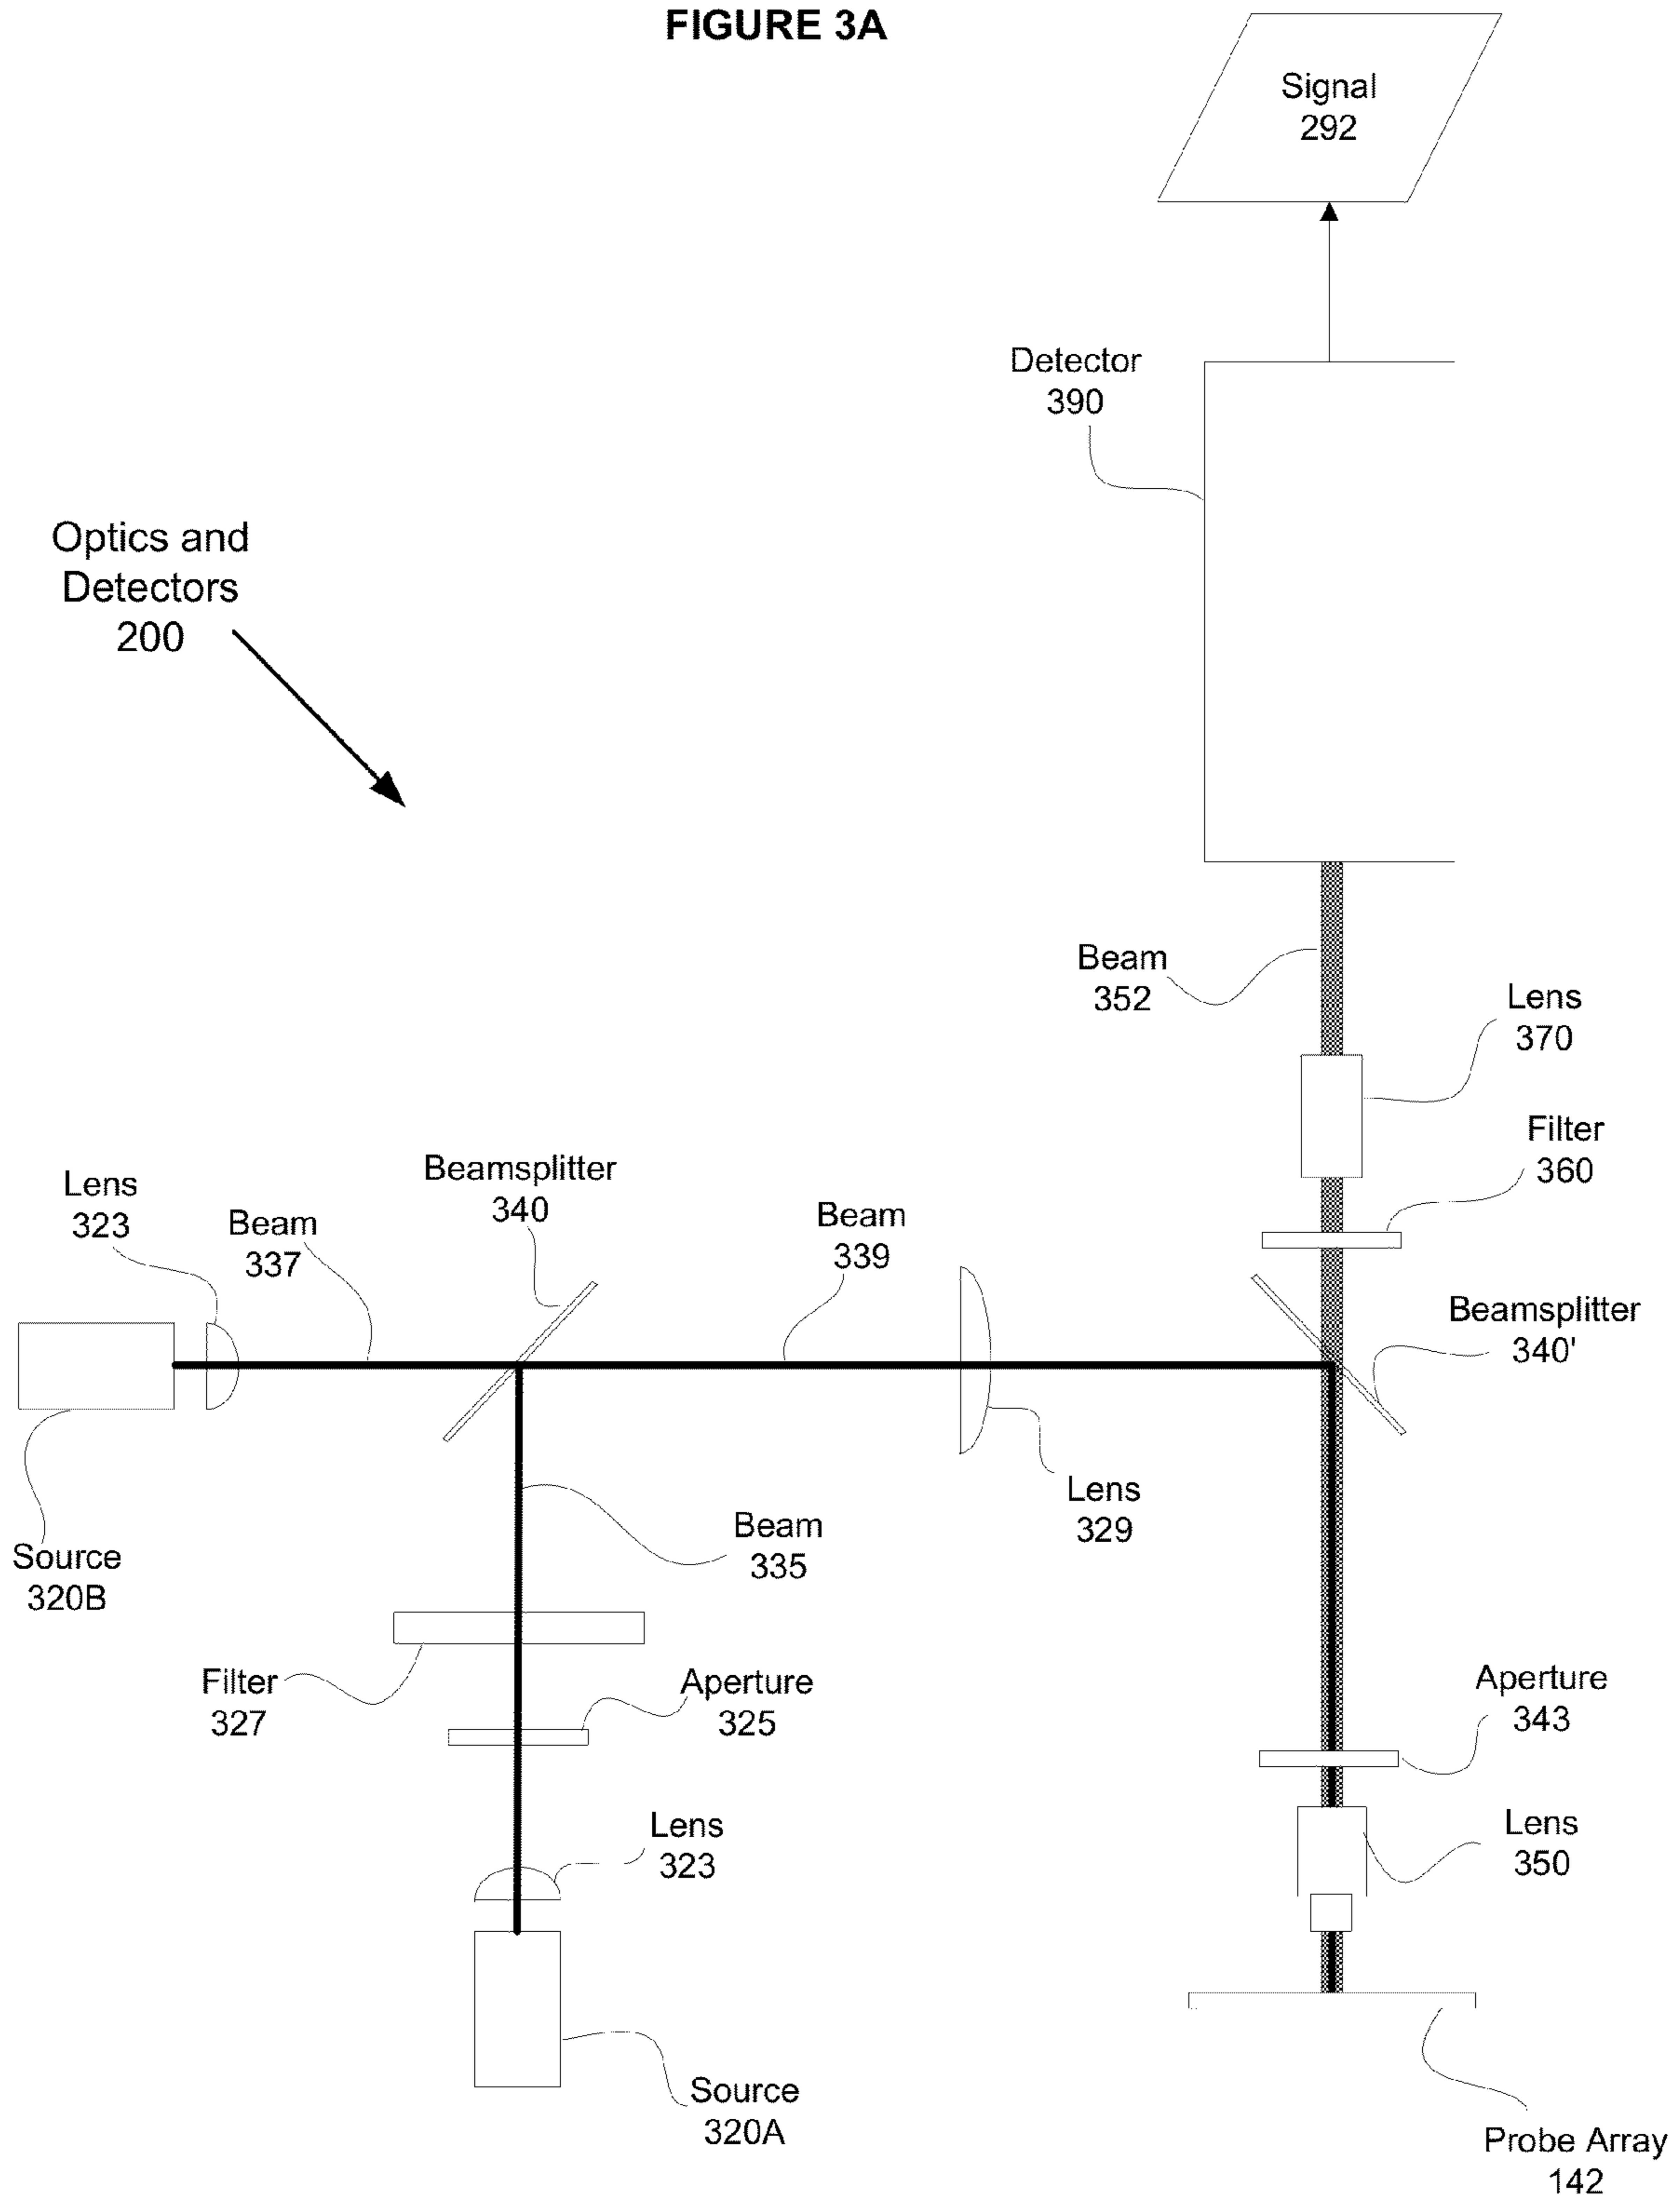 FIGURE 3A
Signal
292
Detector
390
Optics and
Detectors
200
Beam
352
Lens
370
Filter
360
Beamsplitter
340
Lens
323
Beam
337
Beam
339
Beamsplitter
340'
Lens
329
Beam
335
Source
320B
Filter
327
Aperture
325
Aperture
343
Lens
323
Lens
350
Source
320A
Probe Array
142